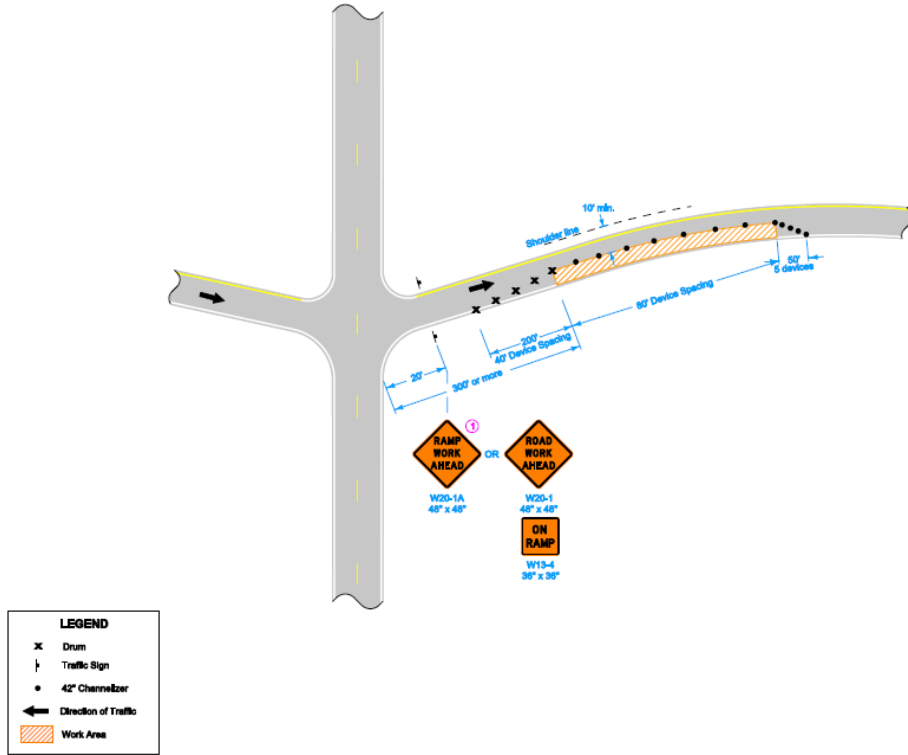 10' min.
Shoulder line
50'
5 devices
80' Device Spacing
200'
40' Device Spacing
20'
300' or more
RAMP
WORK
AHEAD
1
OR
ROAD
WORK
AHEAD
W20-1A
48" x 48"
W20-1
48" x 48"
ON
RAMP
W13-4
36" x 36"
LEGEND
Drum
Traffic Sign
42" Channelizer
Direction of Traffic
Work Area